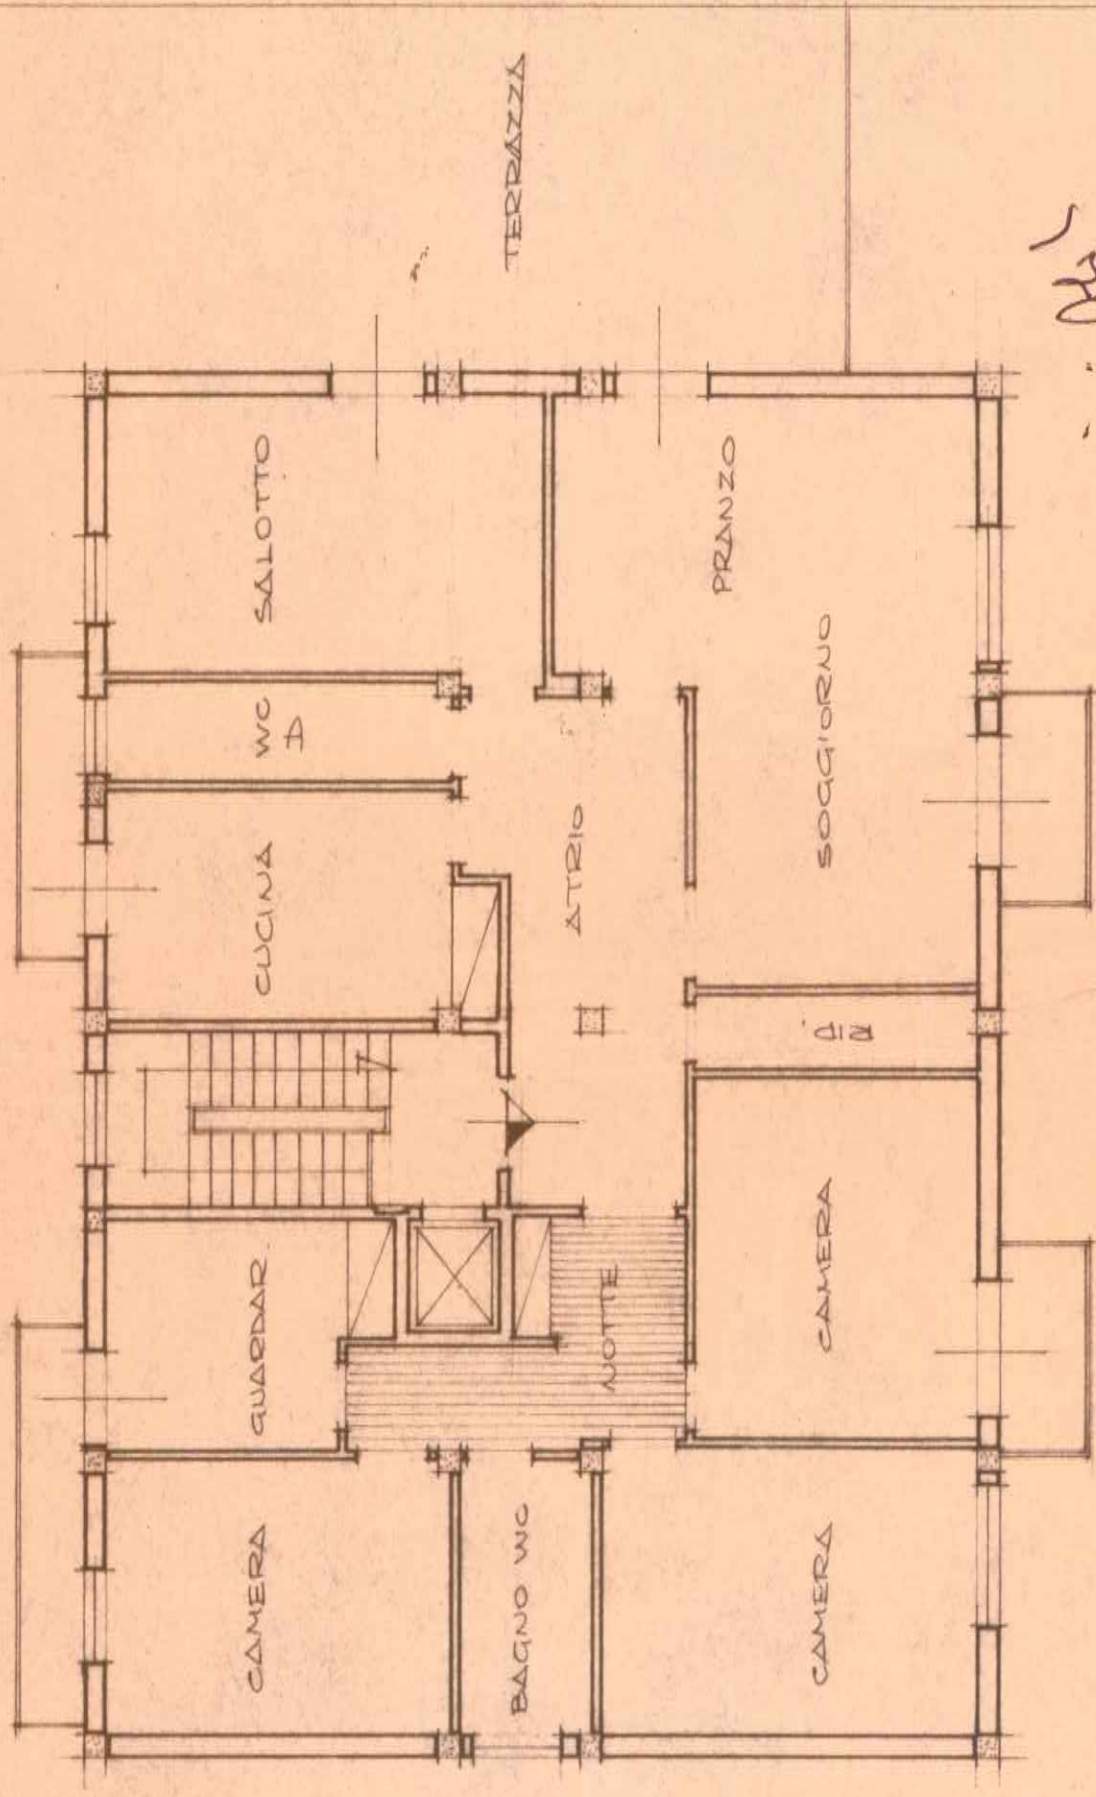 CAMERA
GUARDAR.
CUCINA
WC
SALOTTO
BAGNO WC
NOTTE
ATRIO
TERRAZZA
CAMERA
CAMERA
RIP.
SOGGIORNO
PRANZO